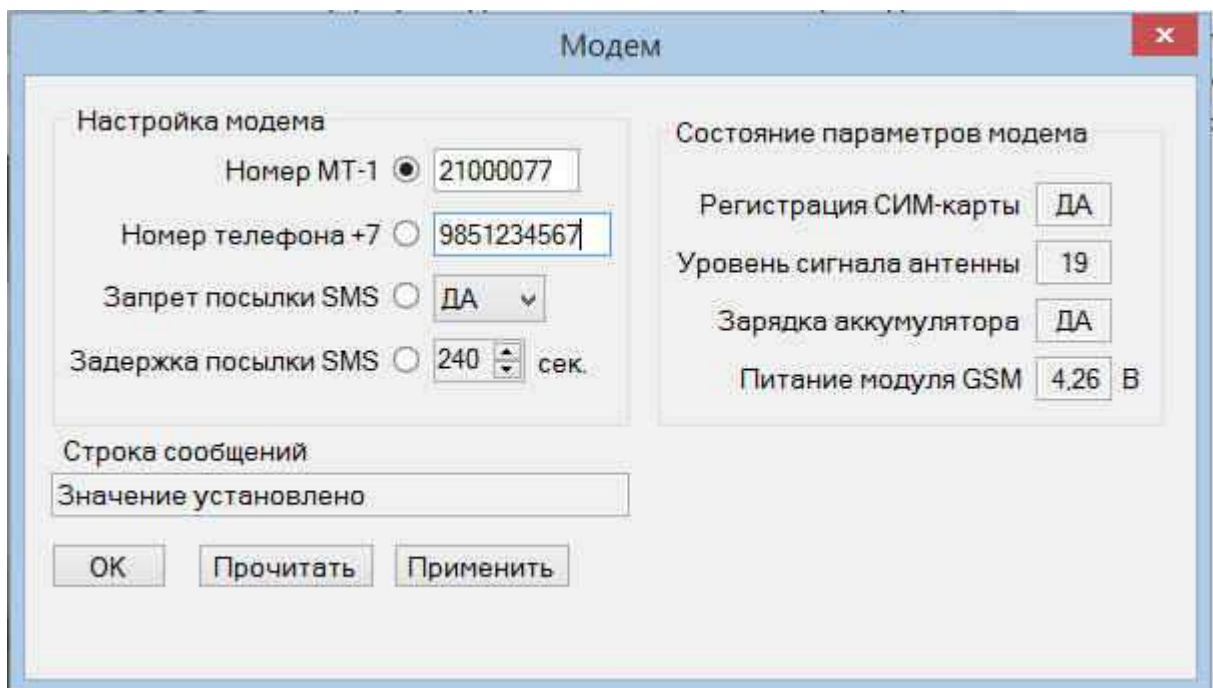 Модем
Настройка модема
Номер МТ-1 21000077
Номер телефона +7 9851234567
Запрет посылки SMS ДА
Задержка посылки SMS 240 сек.
Состояние параметров модема
Регистрация СИМ-карты ДА
Уровень сигнала антенны 19
Зарядка аккумулятора ДА
Питание модуля GSM 4,26 В
Строка сообщений
Значение установлено
ОК Прочитать Применить